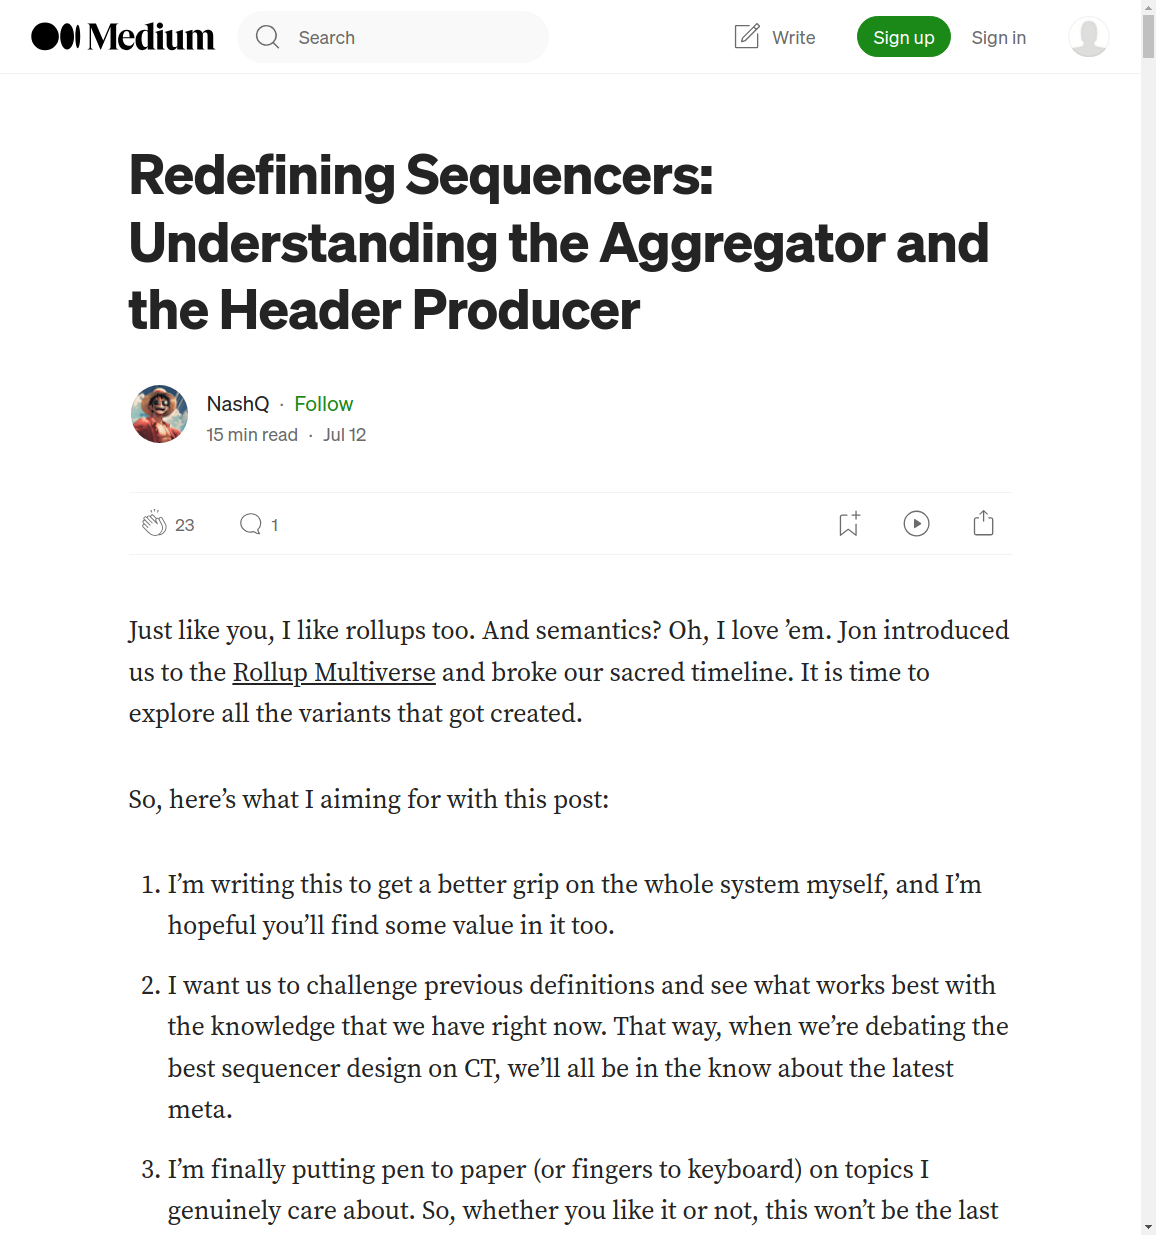 Medium
Search
Write
Sign up
Sign in
Redefining Sequencers:
Understanding the Aggregator and
the Header Producer
NashQ · Follow
15 min read · Jul 12
23
1
Just like you, I like rollups too. And semantics? Oh, I love ’em. Jon introduced
us to the Rollup Multiverse and broke our sacred timeline. It is time to
explore all the variants that got created.
So, here’s what I aiming for with this post:
1. I’m writing this to get a better grip on the whole system myself, and I’m
hopeful you’ll find some value in it too.
2. I want us to challenge previous definitions and see what works best with
the knowledge that we have right now. That way, when we’re debating the
best sequencer design on CT, we’ll all be in the know about the latest
meta.
3. I’m finally putting pen to paper (or fingers to keyboard) on topics I
genuinely care about. So, whether you like it or not, this won’t be the last